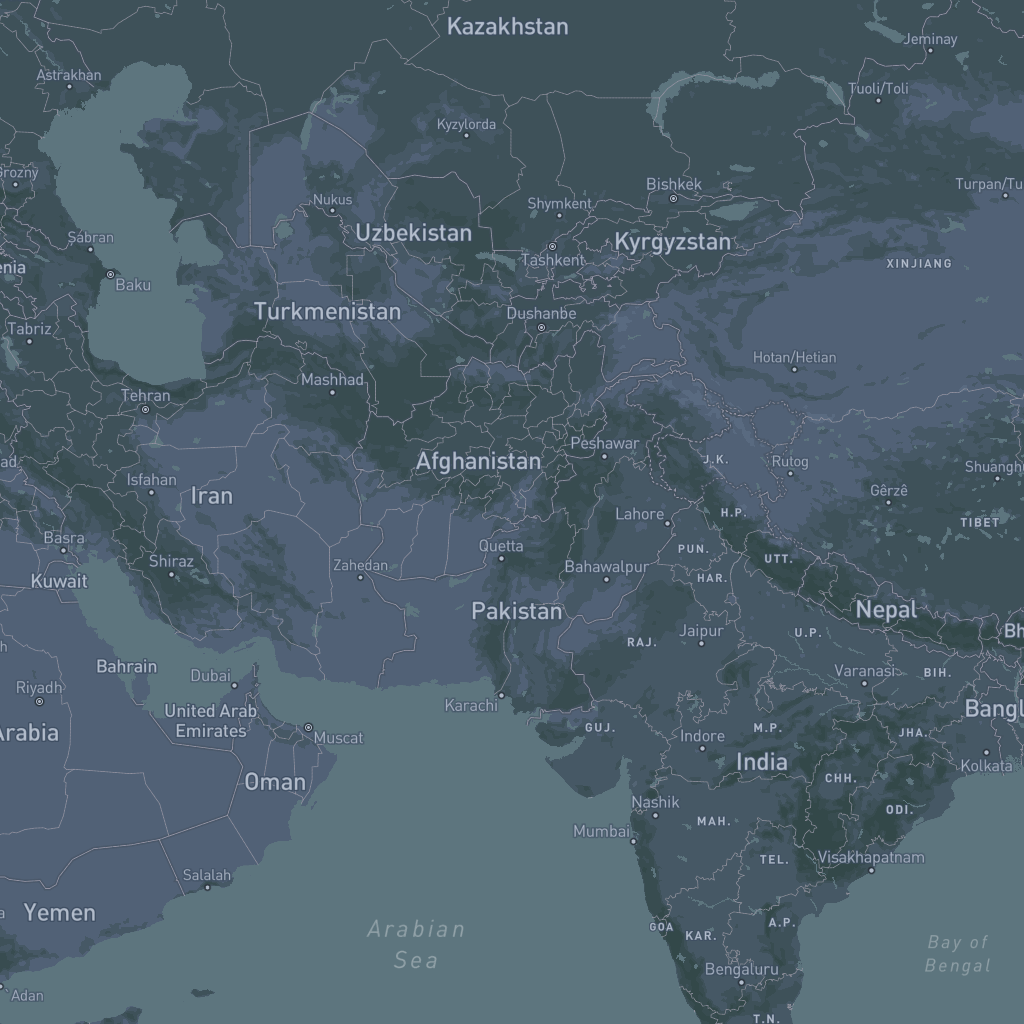 Kazakhstan
Jeminay
Astrakhan
Tuoli/Toli
Kyzylorda
Grozny
Bishkek
Turpan/Tu
Nukus
Shymkent
Sabran
Uzbekistan
Kyrgyzstan
Tashkent
XINJIANG
enia
Baku
Turkmenistan
Dushanbe
Tabriz
Hotan/Hetian
Mashhad
Tehran
Peshawar
Afghanistan
J.K.
Rutog
ad
Shuangh
Isfahan
Iran
Gêrzê
Lahore
H.P.
TIBET
Basra
Quetta
PUN.
Shiraz
Zahedan
Bahawalpur
UTT.
Kuwait
HAR.
Pakistan
Nepal
Bh
Jaipur
U.P.
RAJ.
h
Bahrain
Dubai
Varanasi
BIH.
Riyadh
Karachi
United Arab
Emirates
Bangl
Arabia
Muscat
GUJ.
M.P.
Indore
JHA.
India
Kolkata
Oman
CHH.
Nashik
ODI.
MAH.
Mumbai
TEL.
Visakhapatnam
Salalah
a
Yemen
GOA
KAR.
A.P.
Arabian
Sea
Bay of
Bengal
Bengaluru
Adan
T.N.